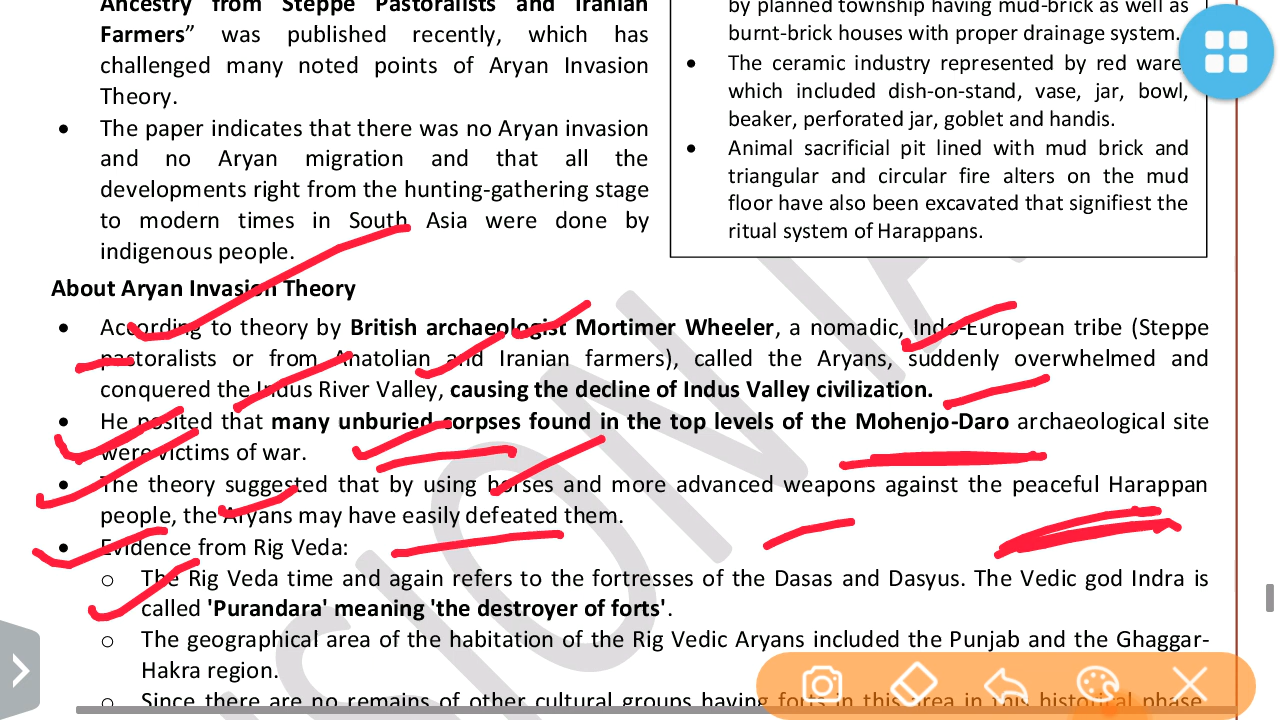 Ancestry from Steppe Pastoralists and Iranian
Farmers" was published recently, which has
challenged many noted points of Aryan Invasion
Theory.
• The paper indicates that there was no Aryan invasion
and no Aryan migration and that all the
developments right from the hunting-gathering stage
to modern times in South Asia were done by
indigenous people.
by planned township having mud-brick as well as
burnt-brick houses with proper drainage system.
• The ceramic industry represented by red ware
which included dish-on-stand, vase, jar, bowl,
beaker, perforated jar, goblet and handis.
• Animal sacrificial pit lined with mud brick and
triangular and circular fire alters on the mud
floor have also been excavated that signifiest the
ritual system of Harappans.
About Aryan Invasion Theory
• According to theory by British archaeologist Mortimer Wheeler, a nomadic, Indo-European tribe (Steppe
pastoralists or from Anatolian and Iranian farmers), called the Aryans, suddenly overwhelmed and
conquered the Indus River Valley, causing the decline of Indus Valley civilization.
• He posited that many unburied corpses found in the top levels of the Mohenjo-Daro archaeological site
were victims of war.
• The theory suggested that by using horses and more advanced weapons against the peaceful Harappan
people, the Aryans may have easily defeated them.
• Evidence from Rig Veda:
o The Rig Veda time and again refers to the fortresses of the Dasas and Dasyus. The Vedic god Indra is
called 'Purandara' meaning 'the destroyer of forts'.
o The geographical area of the habitation of the Rig Vedic Aryans included the Punjab and the Ghaggar-
Hakra region.
o Since there are no remains of other cultural groups having forts in this area in this historical phase,